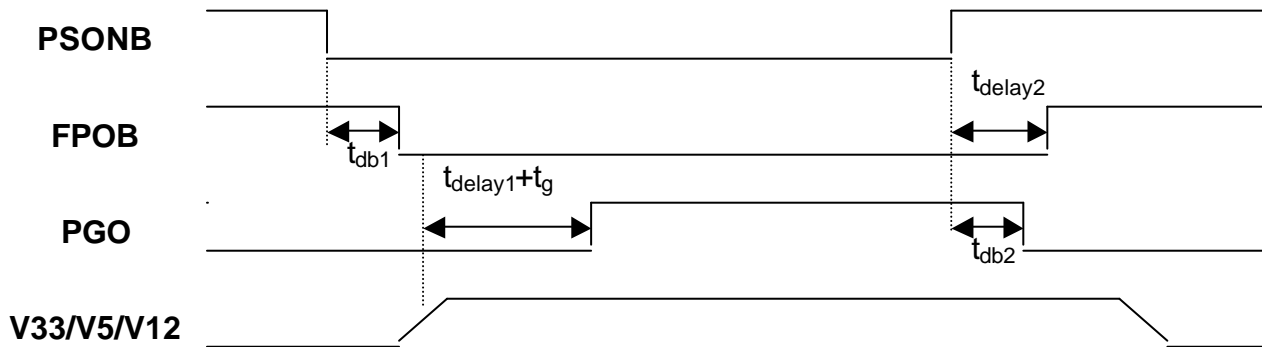 PSONB
t_delay2
FPOB
t_db1
t_delay1+t_g
PGO
t_db2
V33/V5/V12